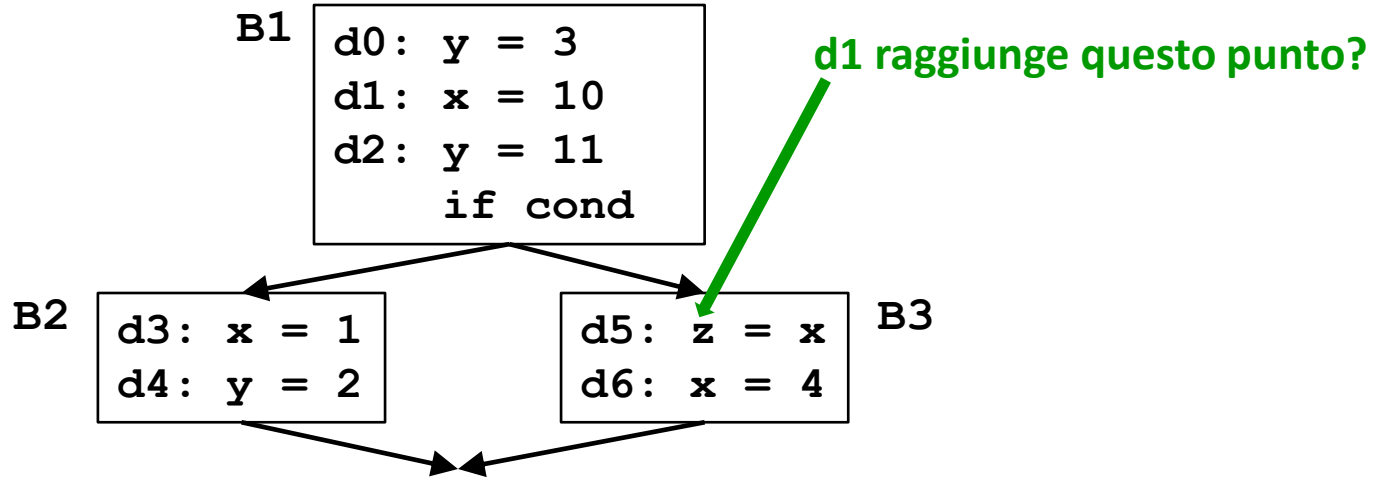 B1
d0: y = 3
d1: x = 10
d2: y = 11
if cond
d1 raggiunge questo punto?
B2
d3: x = 1
d4: y = 2
d5: z = x
d6: x = 4
B3